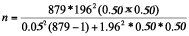 n = 879*196²(0.50 x 0.50) / 0.05²(879 – 1) + 1.96² * 0.50 * 0.50